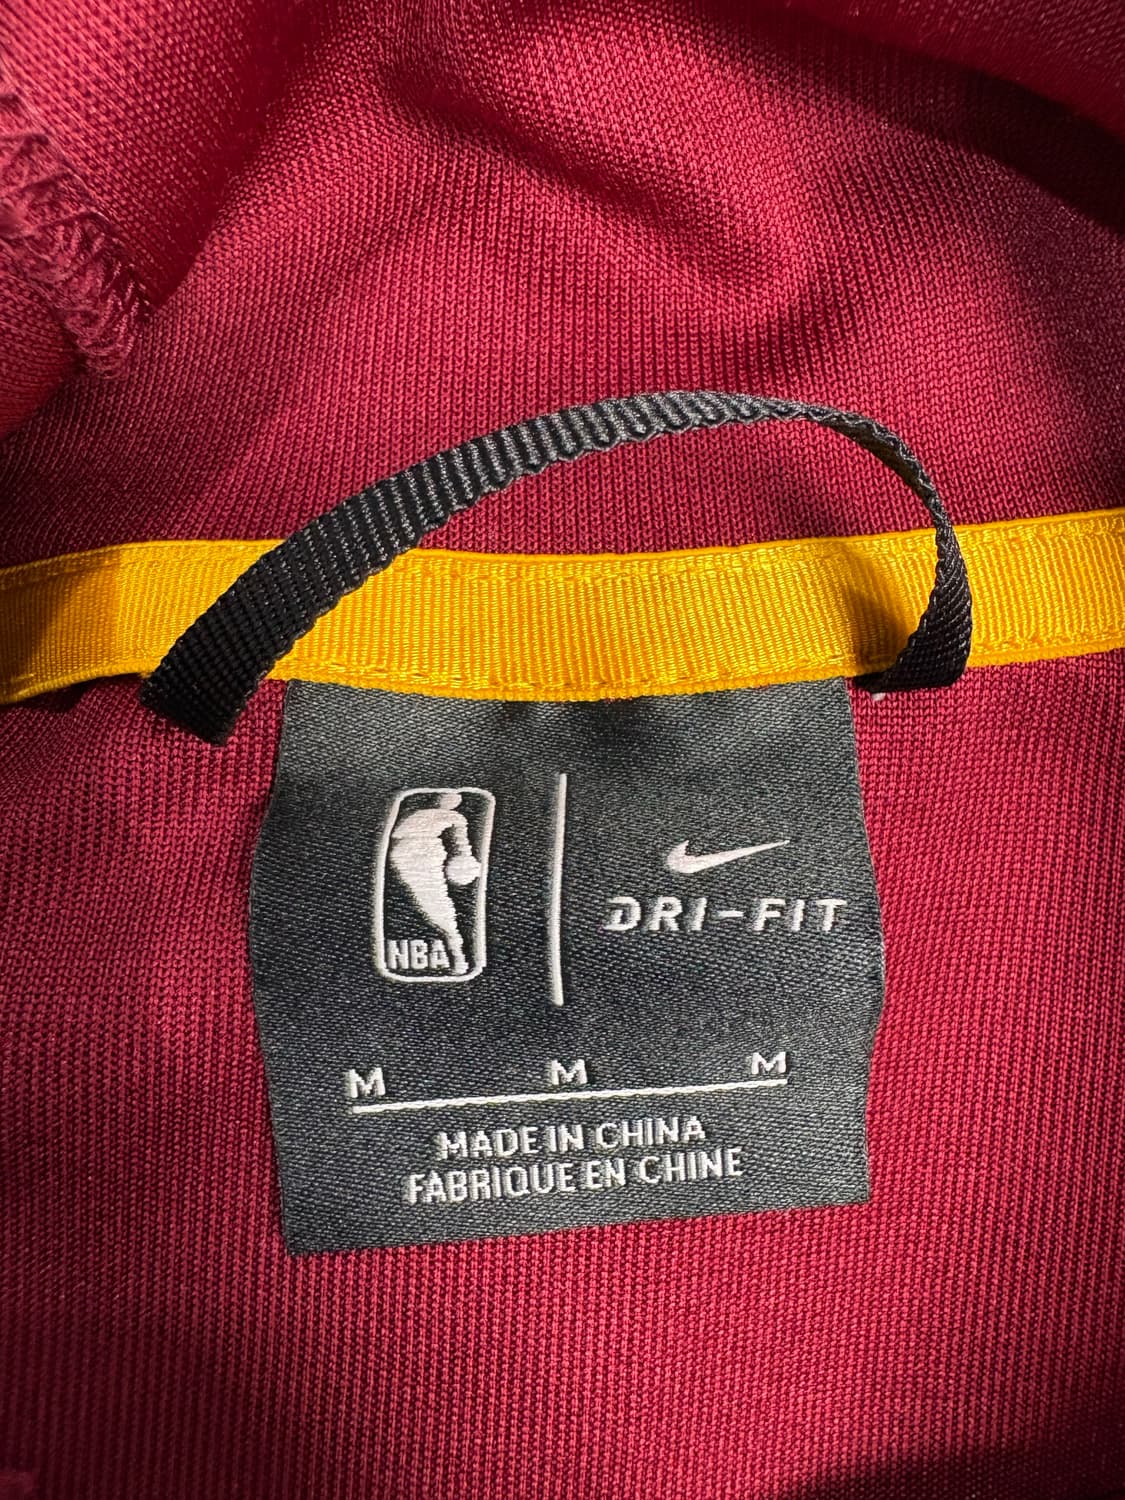 NBA
DRI-FIT
M M M
MADE IN CHINA
FABRIQUE EN CHINE